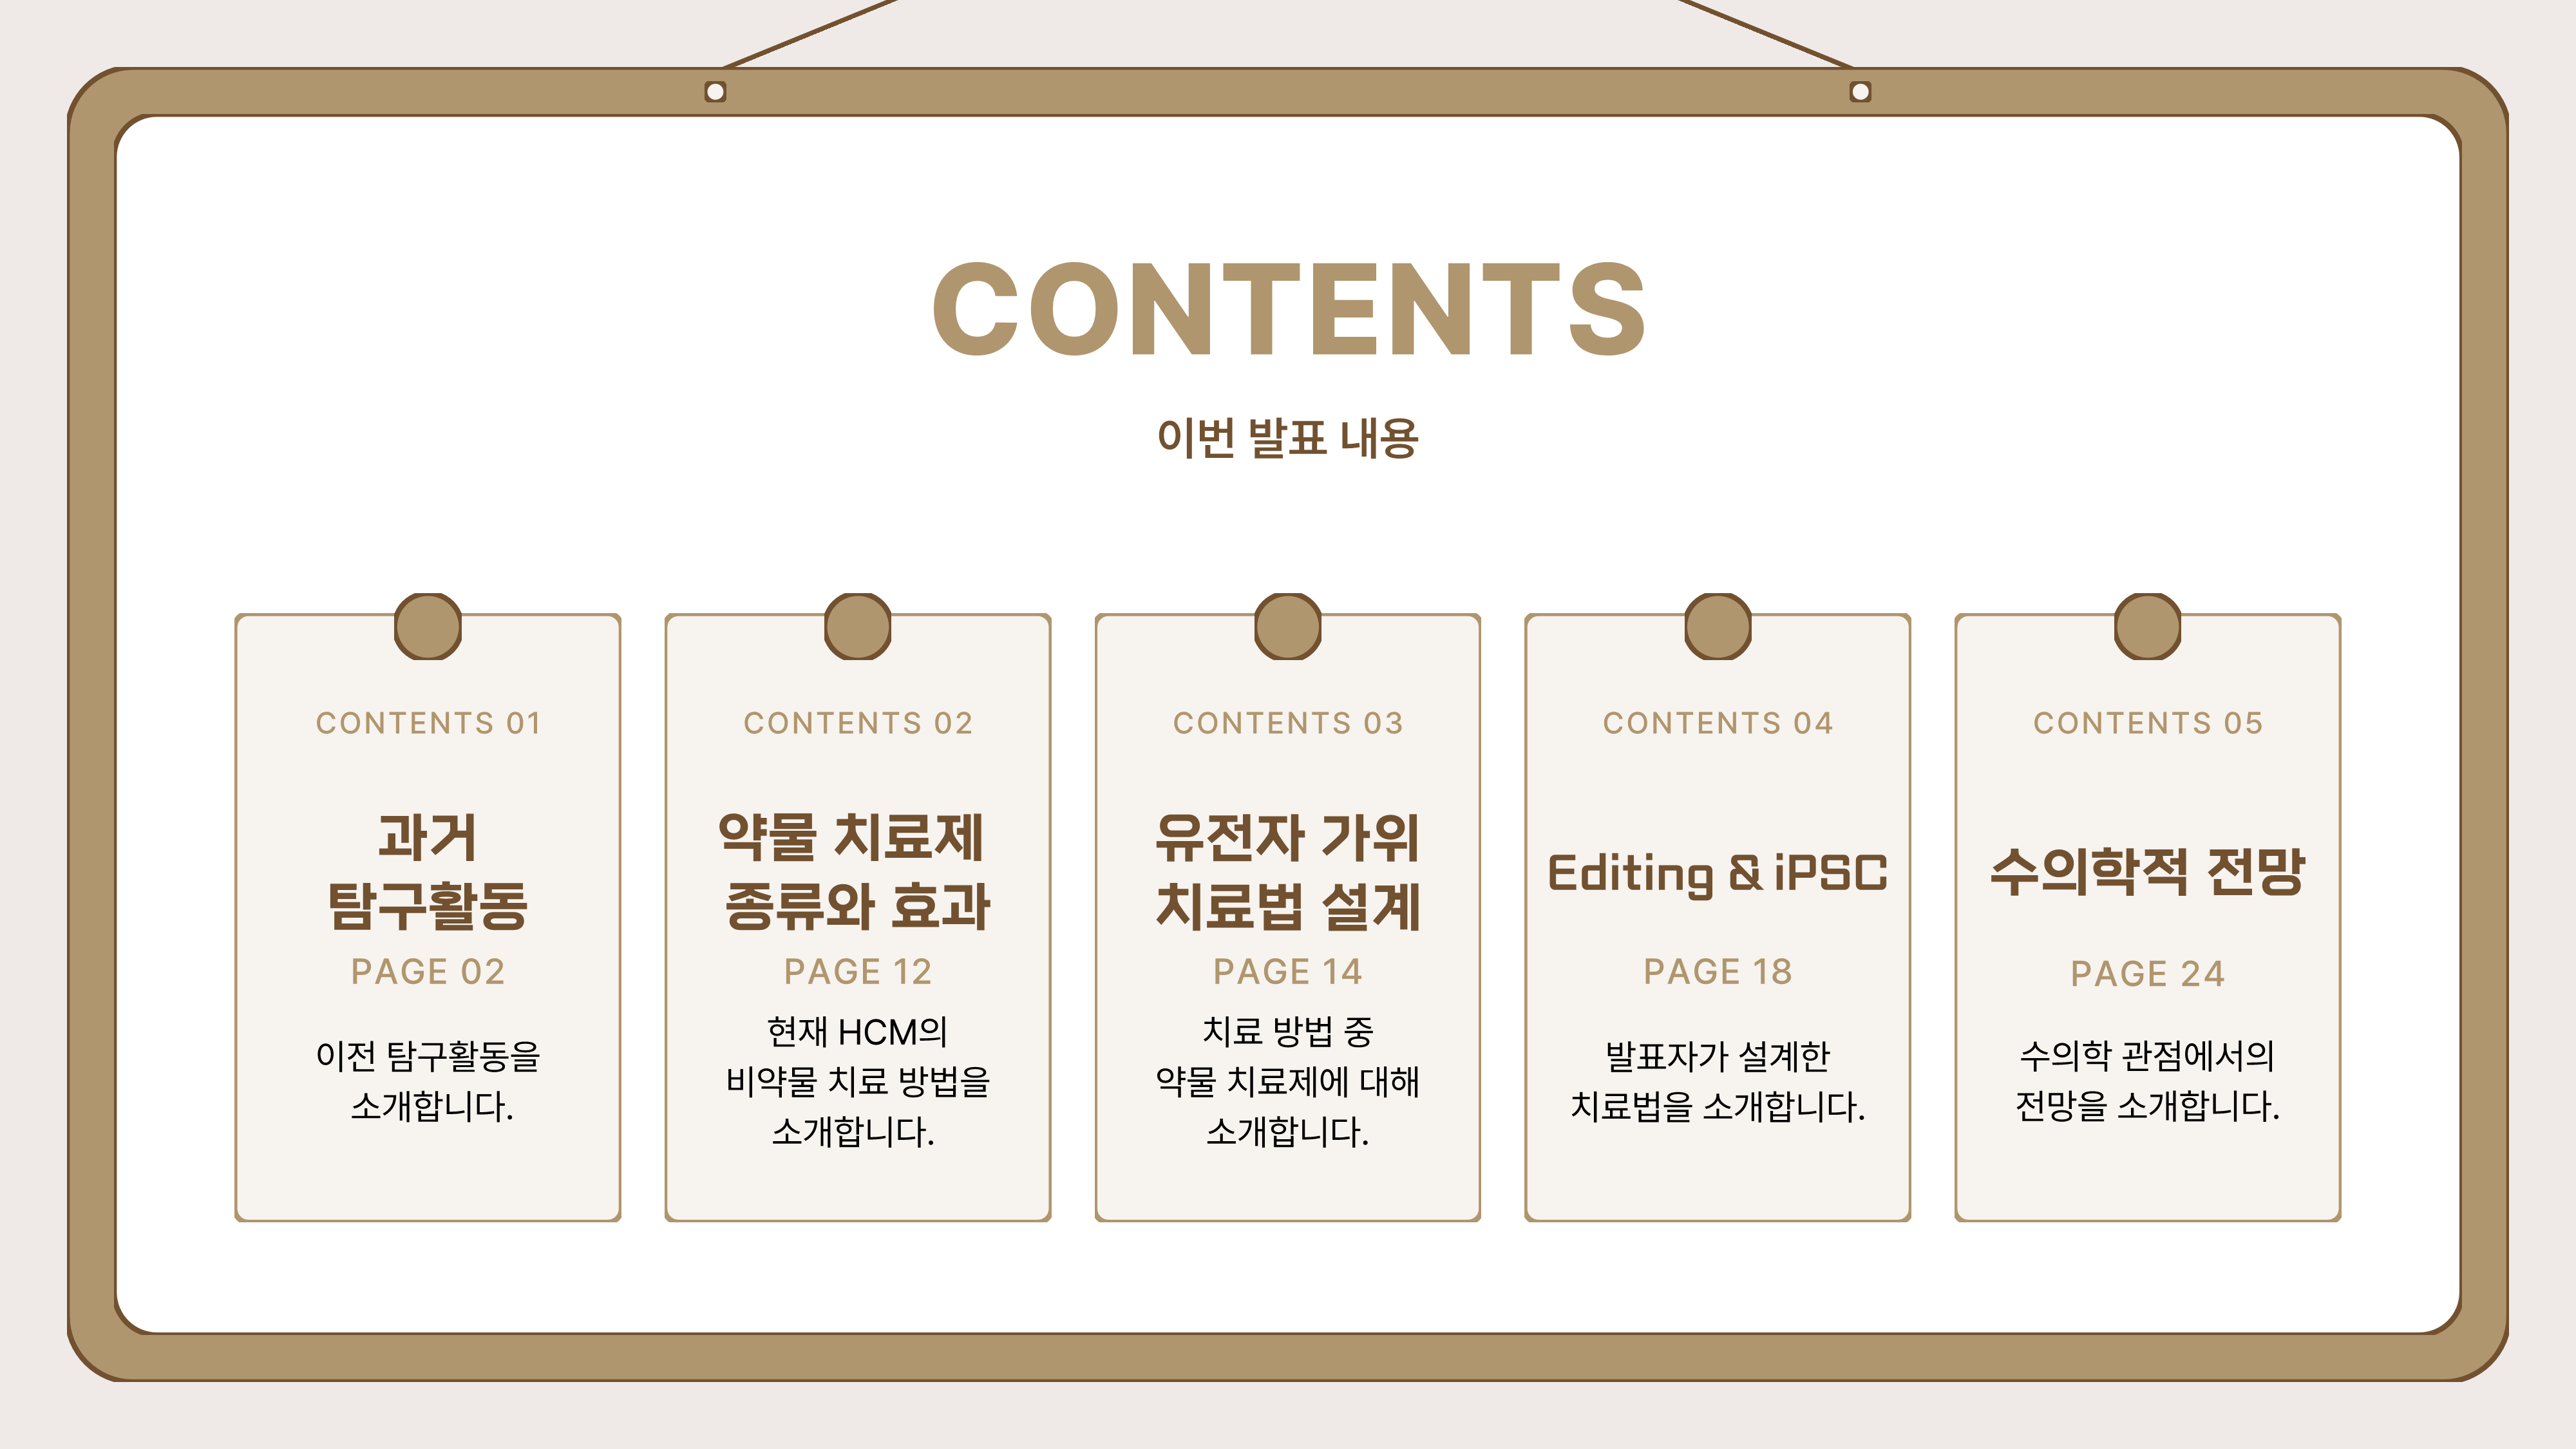 CONTENTS
이번 발표 내용
CONTENTS 01
과거
탐구활동
PAGE 02
이전 탐구활동을
소개합니다.
CONTENTS 02
약물 치료제
종류와 효과
PAGE 12
현재 HCM의
비약물 치료 방법을
소개합니다.
CONTENTS 03
유전자 가위
치료법 설계
PAGE 14
치료 방법 중
약물 치료제에 대해
소개합니다.
CONTENTS 04
Editing & iPSC
PAGE 18
발표자가 설계한
치료법을 소개합니다.
CONTENTS 05
수의학적 전망
PAGE 24
수의학 관점에서의
전망을 소개합니다.